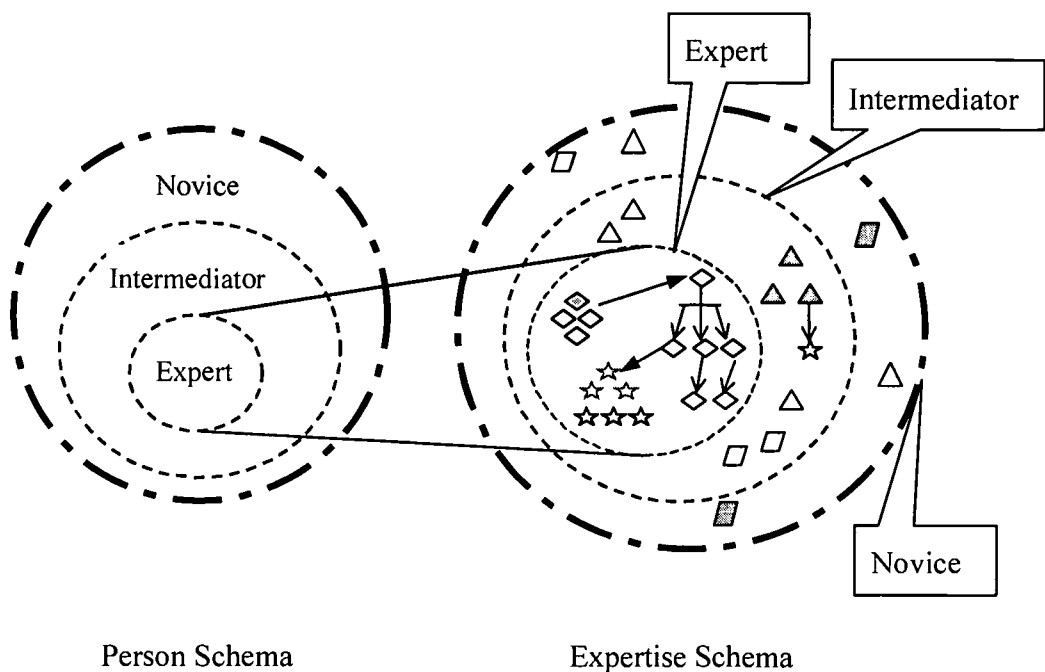 Expert
Intermediator
Novice
Intermediator
Expert
Novice
Person Schema
Expertise Schema